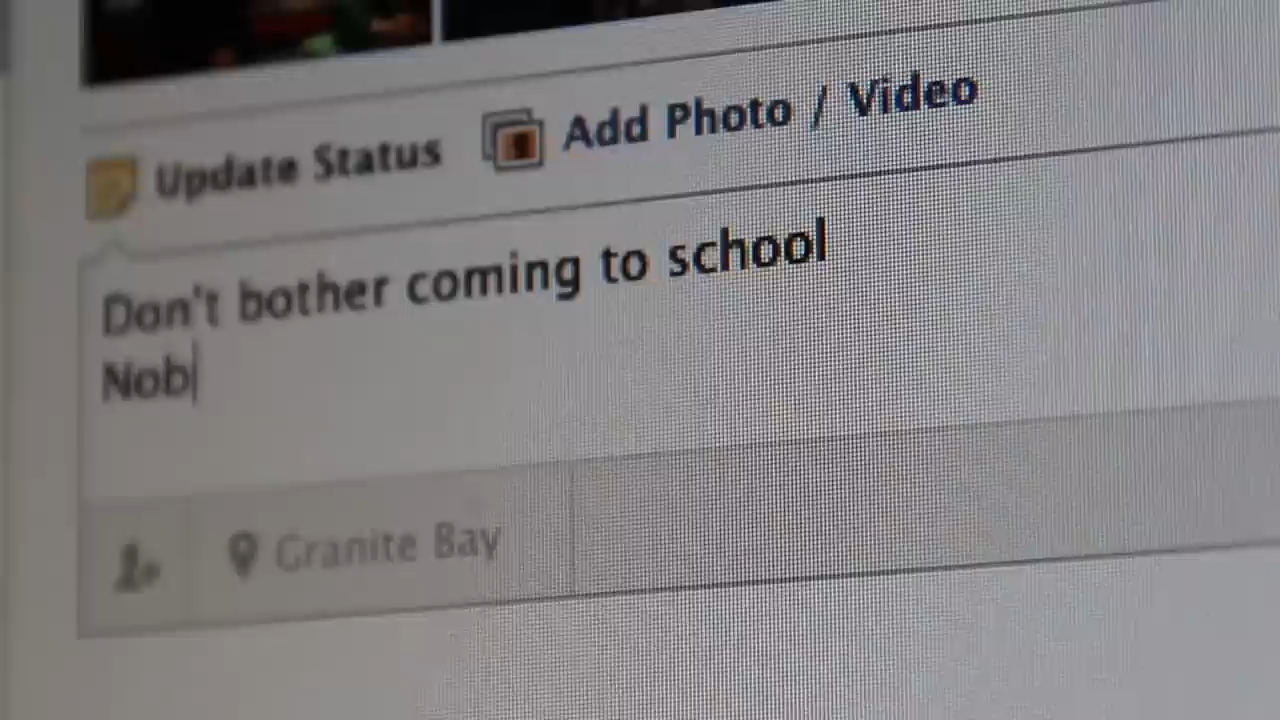 Update Status Add Photo / Video
Don't bother coming to school
Nob
Granite Bay